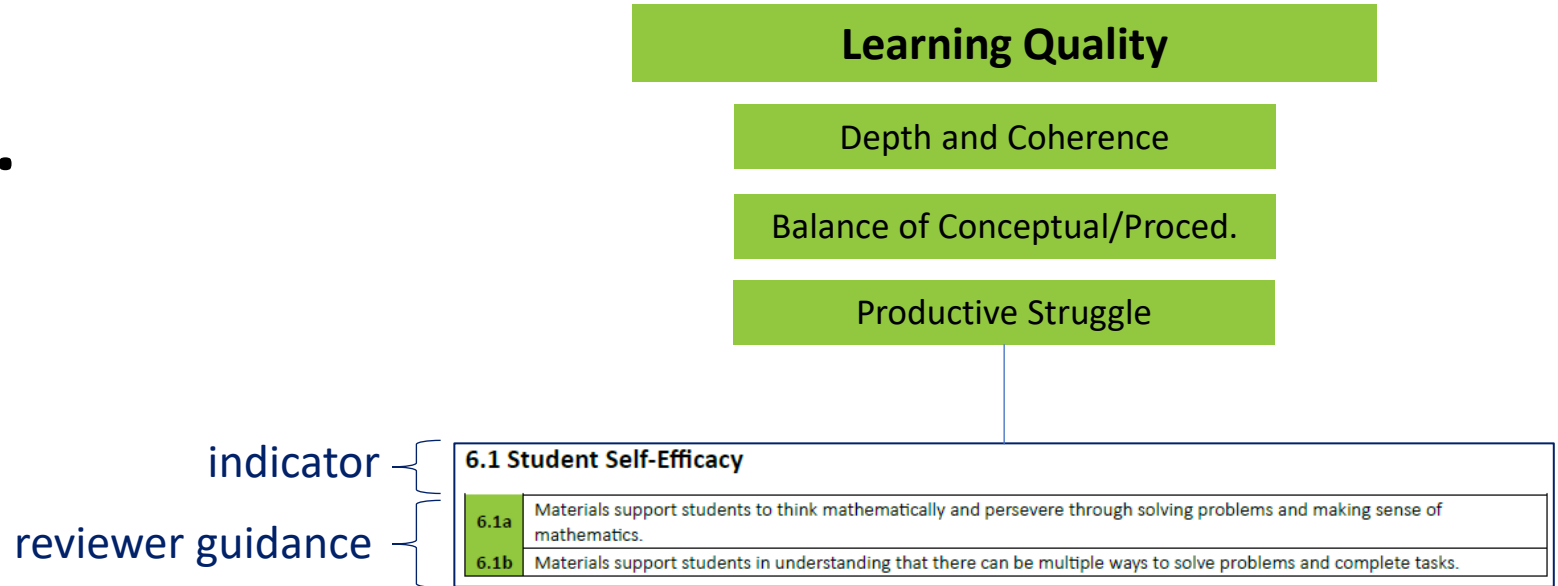 Learning Quality
Depth and Coherence
Balance of Conceptual/Proced.
Productive Struggle
indicator
6.1 Student Self-Efficacy
reviewer guidance
6.1a Materials support students to think mathematically and persevere through solving problems and making sense of
mathematics.
6.1b Materials support students in understanding that there can be multiple ways to solve problems and complete tasks.